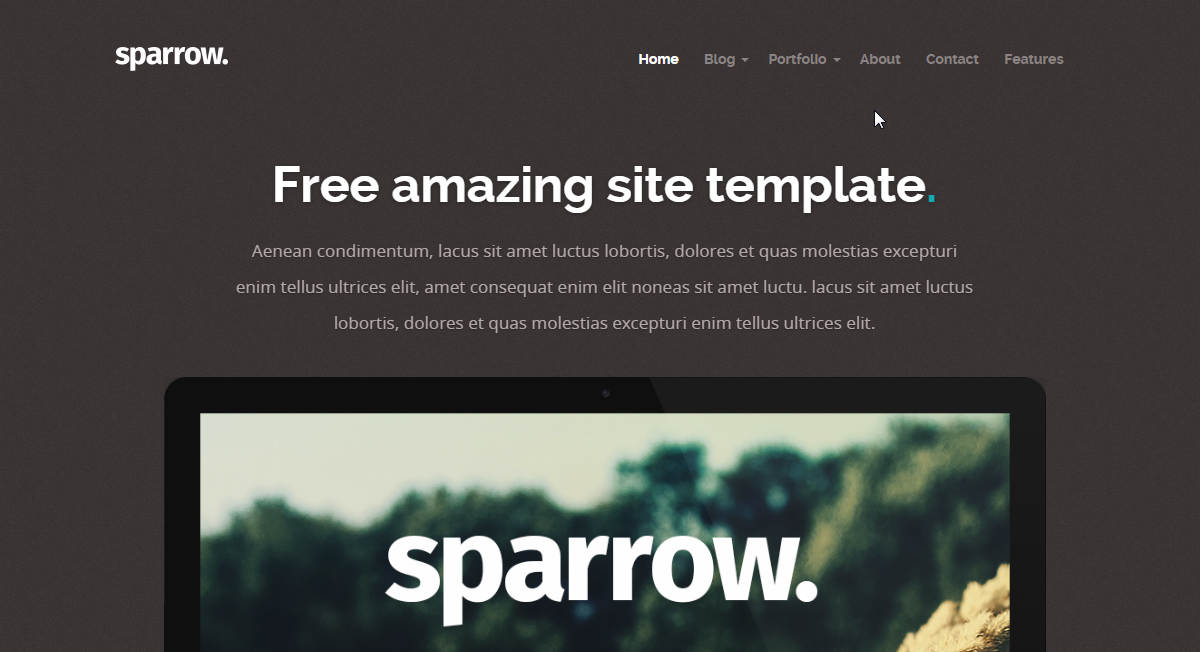 sparrow.
Home Blog Portfolio About Contact Features
Free amazing site template.
Aenean condimentum, lacus sit amet luctus lobortis, dolores et quas molestias excepturi
enim tellus ultrices elit, amet consequat enim elit noneas sit amet luctu. lacus sit amet luctus
lobortis, dolores et quas molestias excepturi enim tellus ultrices elit.
sparrow.